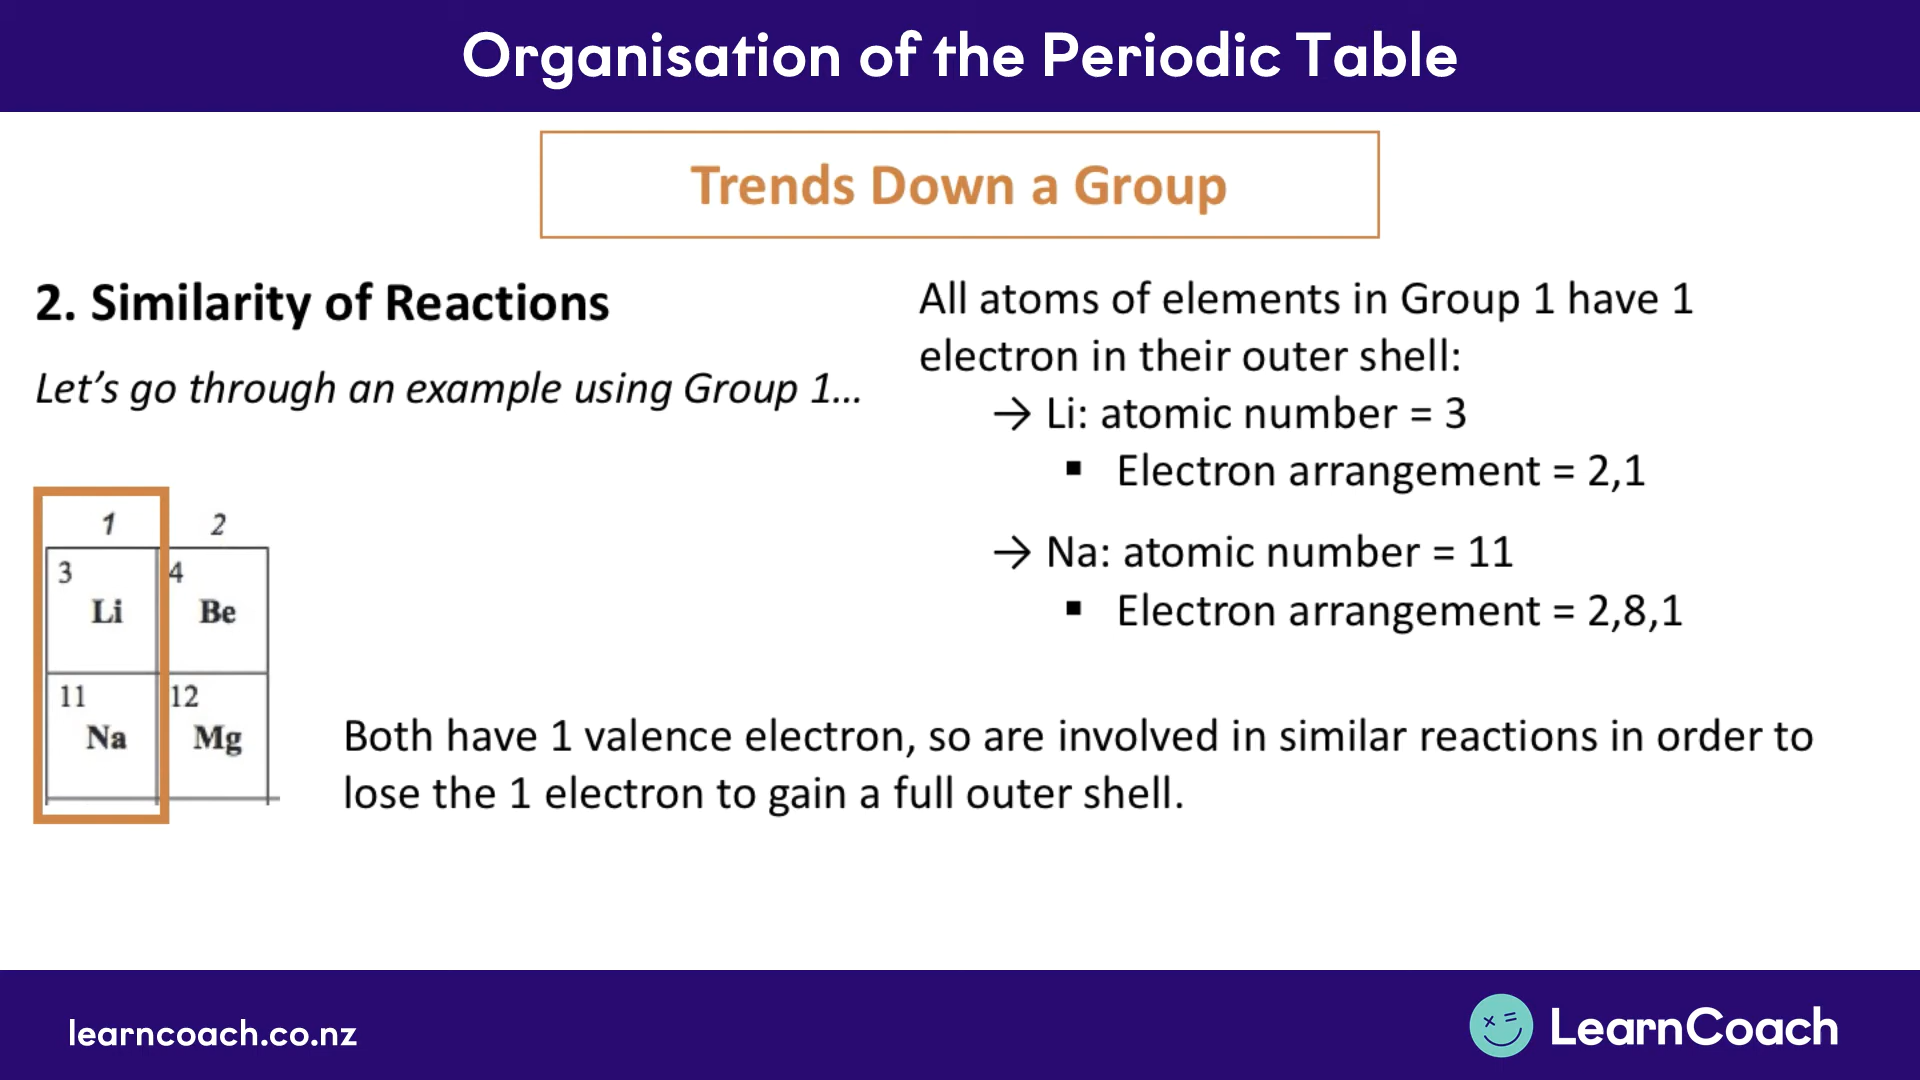 Organisation of the Periodic Table
Trends Down a Group
2. Similarity of Reactions
Let's go through an example using Group 1...
All atoms of elements in Group 1 have 1
electron in their outer shell:
→ Li: atomic number = 3
▪ Electron arrangement = 2,1
→ Na: atomic number = 11
▪ Electron arrangement = 2,8,1
1 2
3 4
Li Be
11 12
Na Mg
Both have 1 valence electron, so are involved in similar reactions in order to
lose the 1 electron to gain a full outer shell.
learncoach.co.nz
LearnCoach